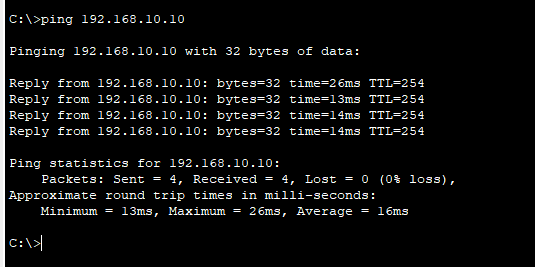 C:\>ping 192.168.10.10
Pinging 192.168.10.10 with 32 bytes of data:
Reply from 192.168.10.10: bytes=32 time=26ms TTL=254
Reply from 192.168.10.10: bytes=32 time=13ms TTL=254
Reply from 192.168.10.10: bytes=32 time=14ms TTL=254
Reply from 192.168.10.10: bytes=32 time=14ms TTL=254
Ping statistics for 192.168.10.10:
    Packets: Sent = 4, Received = 4, Lost = 0 (0% loss),
Approximate round trip times in milli-seconds:
    Minimum = 13ms, Maximum = 26ms, Average = 16ms
C:\>